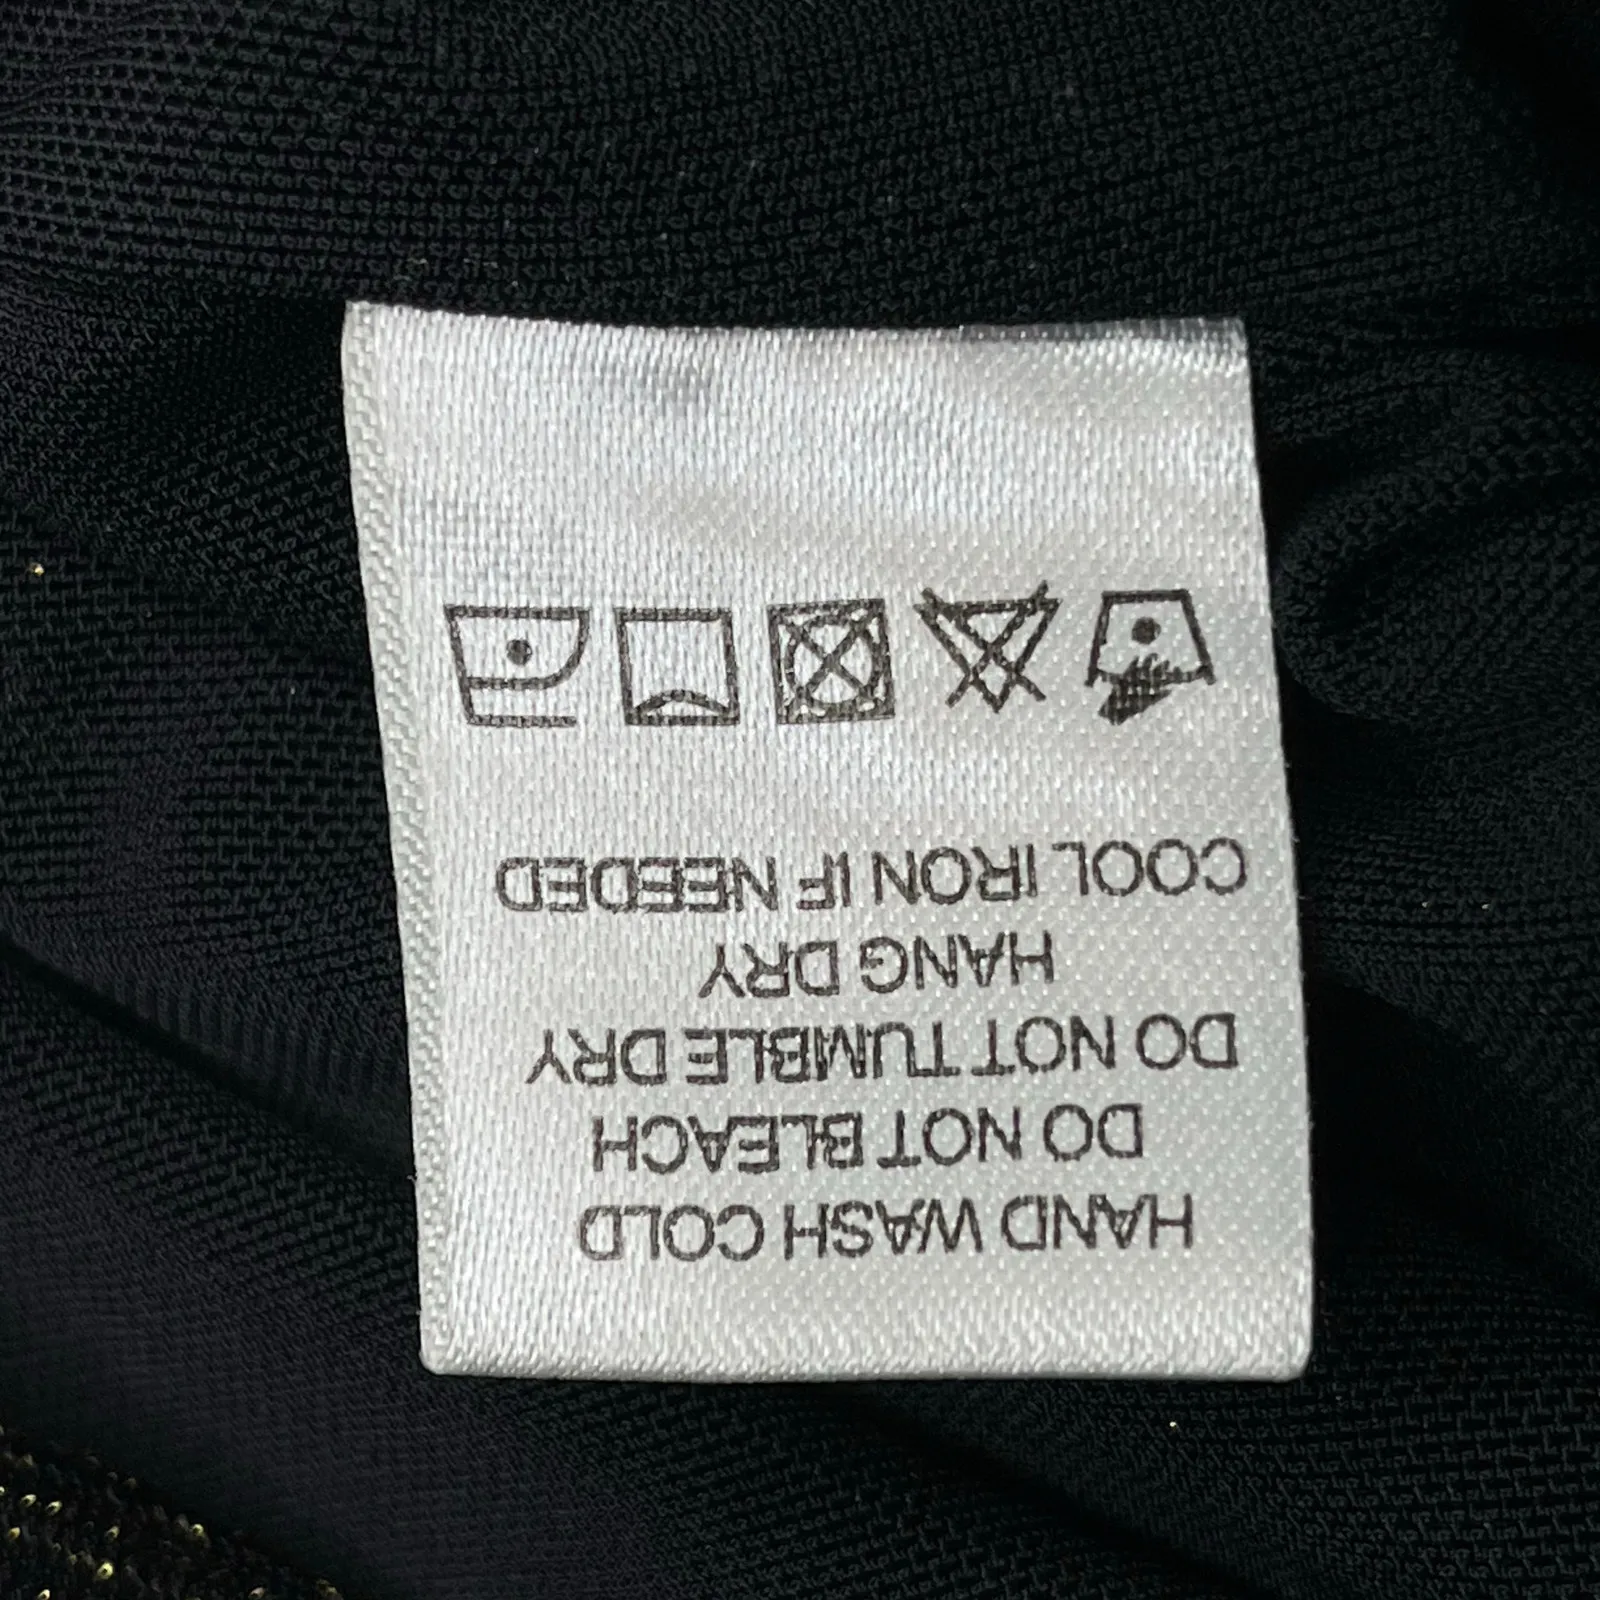 HAND WASH COLD
DO NOT BLEACH
DO NOT TUMBLE DRY
HANG DRY
COOL IRON IF NEEDED